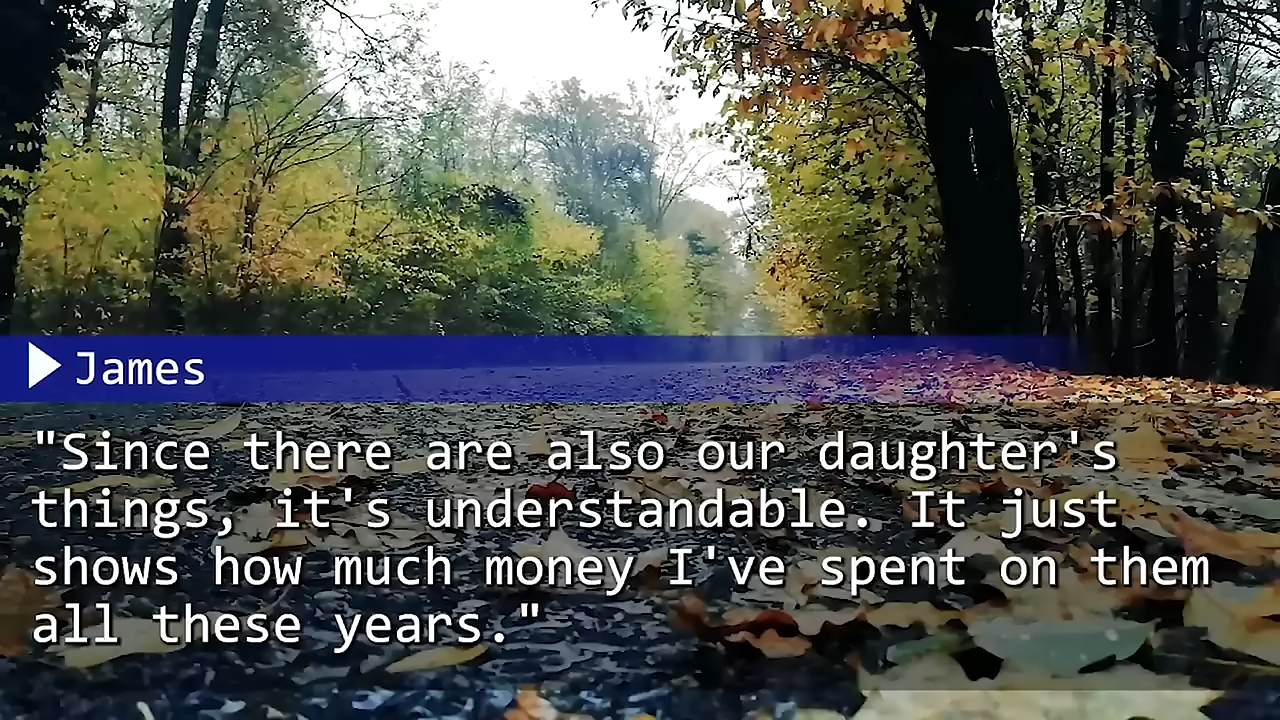 James
"Since there are also our daughter's
things, it's understandable. It just
shows how much money I've spent on them
all these years."